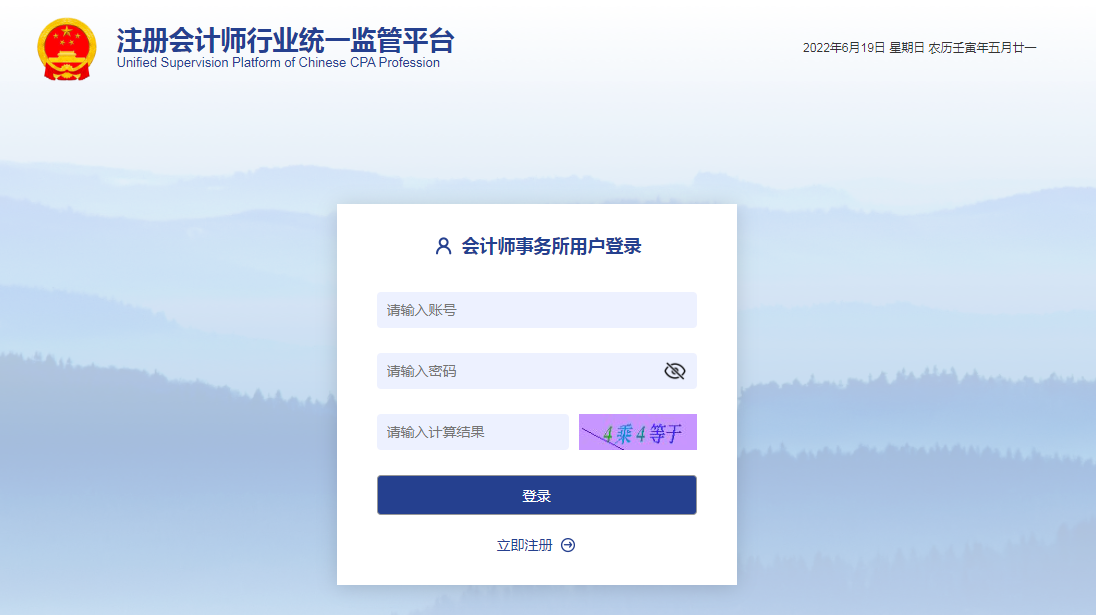 注册会计师行业统一监管平台
Unified Supervision Platform of Chinese CPA Profession
2022年6月19日 星期日 农历壬寅年五月廿一
会计师事务所用户登录
请输入账号
请输入密码
请输入计算结果
4乘4等于
登录
立即注册